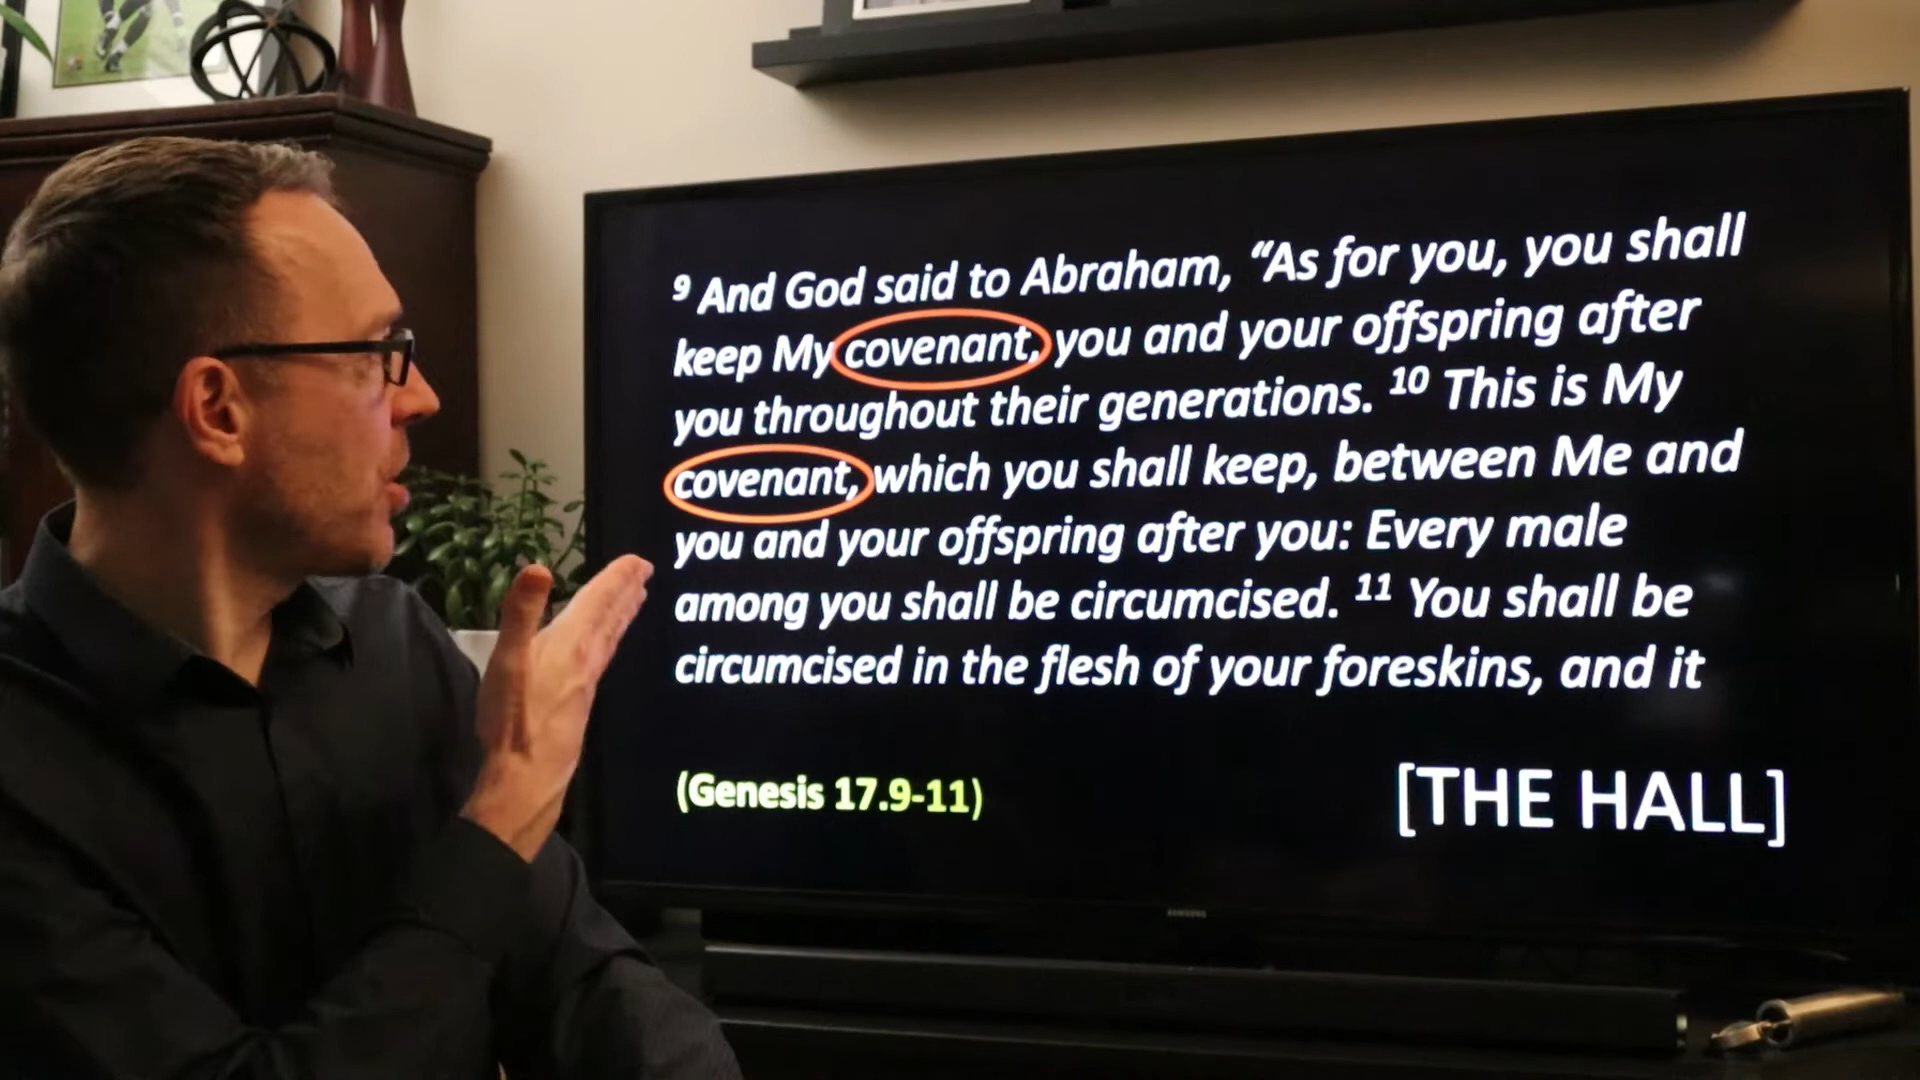 ⁹ And God said to Abraham, “As for you, you shall
keep My covenant, you and your offspring after
you throughout their generations. ¹⁰ This is My
covenant, which you shall keep, between Me and
you and your offspring after you: Every male
among you shall be circumcised. ¹¹ You shall be
circumcised in the flesh of your foreskins, and it
(Genesis 17.9-11)
[THE HALL]
SAMSUNG